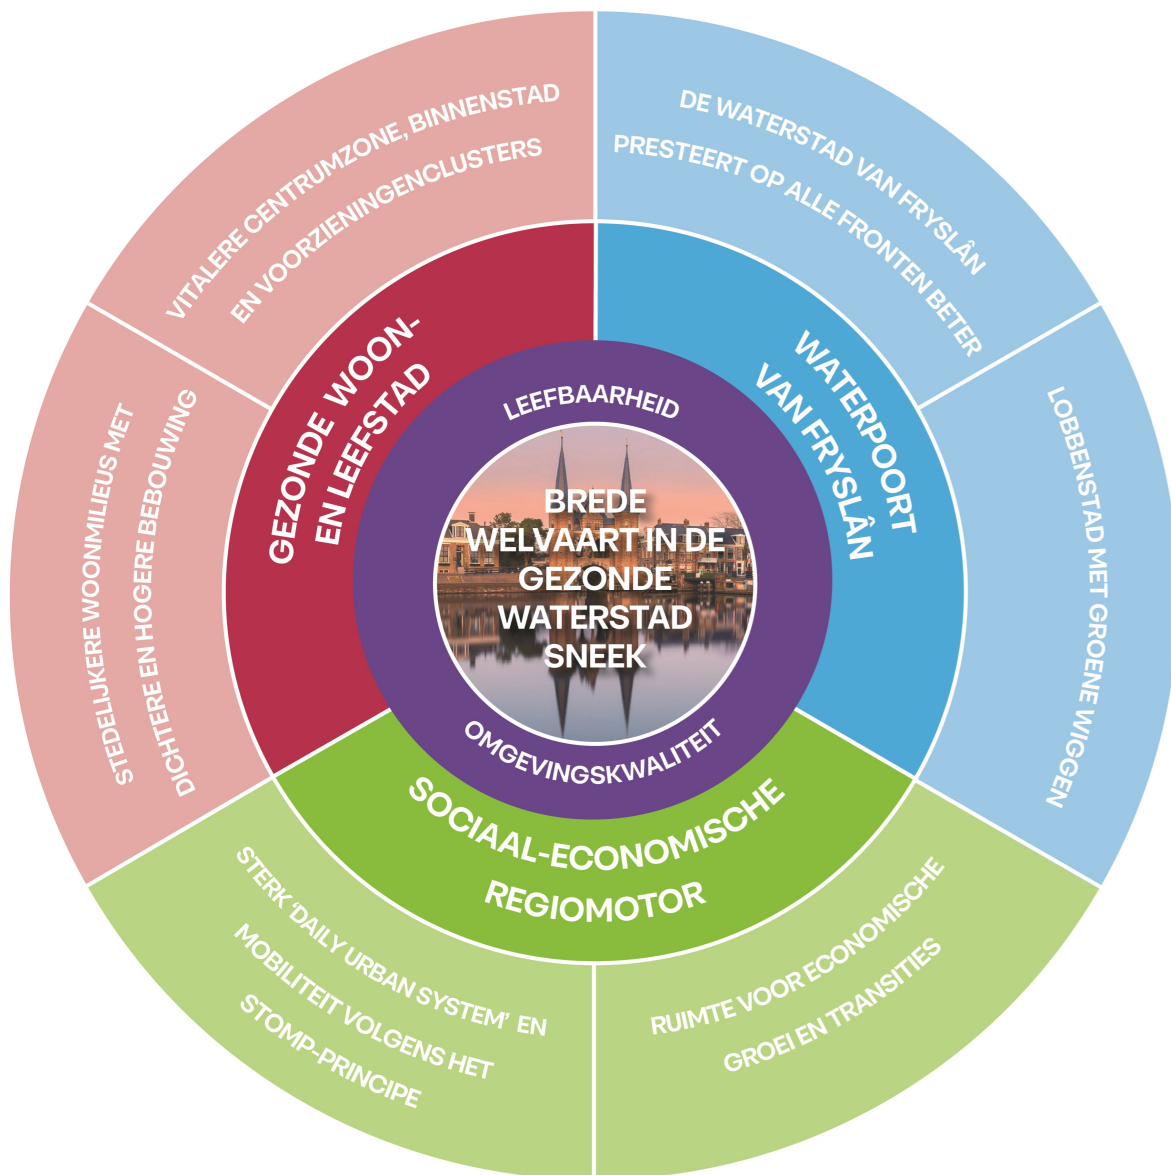 VITALERE CENTRUMZONE, BINNENSTAD
EN VOORZIENINGENCLUSTERS
DE WATERSTAD VAN FRYSLÂN
PRESTEERT OP ALLE FRONTEN BETER
STEDELIJKERE WOONMILIEUS MET
DICHTERE EN HOGERE BEBOUWING
GEZONDE WOON-
EN LEEFSTAD
WATERPOORT
VAN FRYSLÂN
LOBBENSTAD MET GROENE WIGGEN
LEEFBAARHEID
BREDE
WELVAART IN DE
GEZONDE
WATERSTAD
SNEEK
OMGEVINGSKWALITEIT
SOCIAAL-ECONOMISCHE
REGIOMOTOR
STERK ‘DAILY URBAN SYSTEM’ EN
MOBILITEIT VOLGENS HET
STOMP-PRINCIPE
RUIMTE VOOR ECONOMISCHE
GROEI EN TRANSITIES